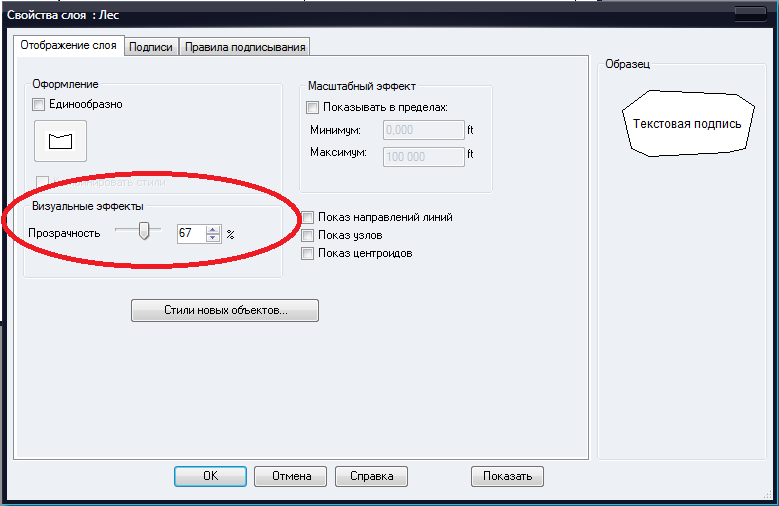 Свойства слоя : Лес
Отображение слоя
Подписи
Правила подписывания
Оформление
Единообразно
стили
Визуальные эффекты
Прозрачность
67
%
Масштабный эффект
Показывать в пределах:
Минимум:
0,000
ft
Максимум:
100 000
ft
Показ направлений линий
Показ узлов
Показ центроидов
Стили новых объектов...
Образец
Текстовая подпись
OK
Отмена
Справка
Показать